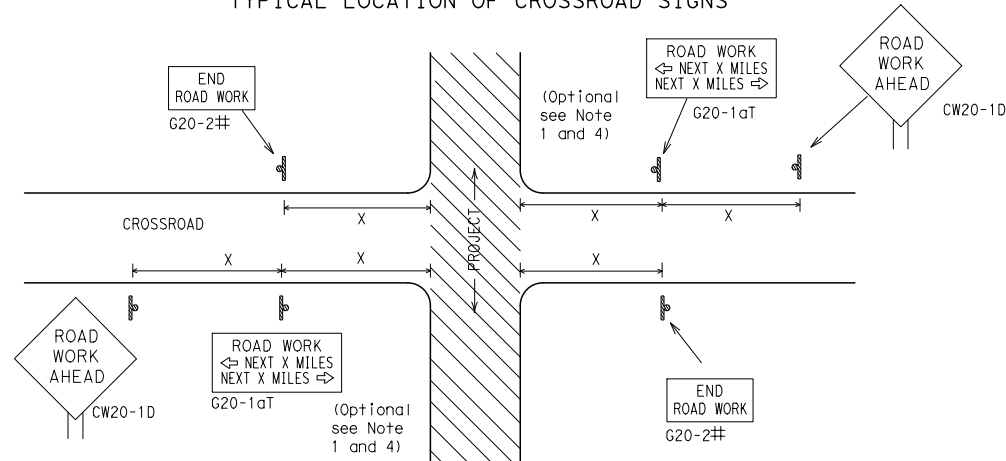 TYPICAL LOCATION OF CROSSROAD SIGNS
END
ROAD WORK
G20-2#
(Optional
see Note
1 and 4)
ROAD WORK
⇦ NEXT X MILES
NEXT X MILES ⇨
G20-1aT
ROAD
WORK
AHEAD
CW20-1D
X
X
X
CROSSROAD
PROJECT
X
X
X
ROAD
WORK
AHEAD
CW20-1D
ROAD WORK
⇦ NEXT X MILES
NEXT X MILES ⇨
G20-1aT
(Optional
see Note
1 and 4)
END
ROAD WORK
G20-2#